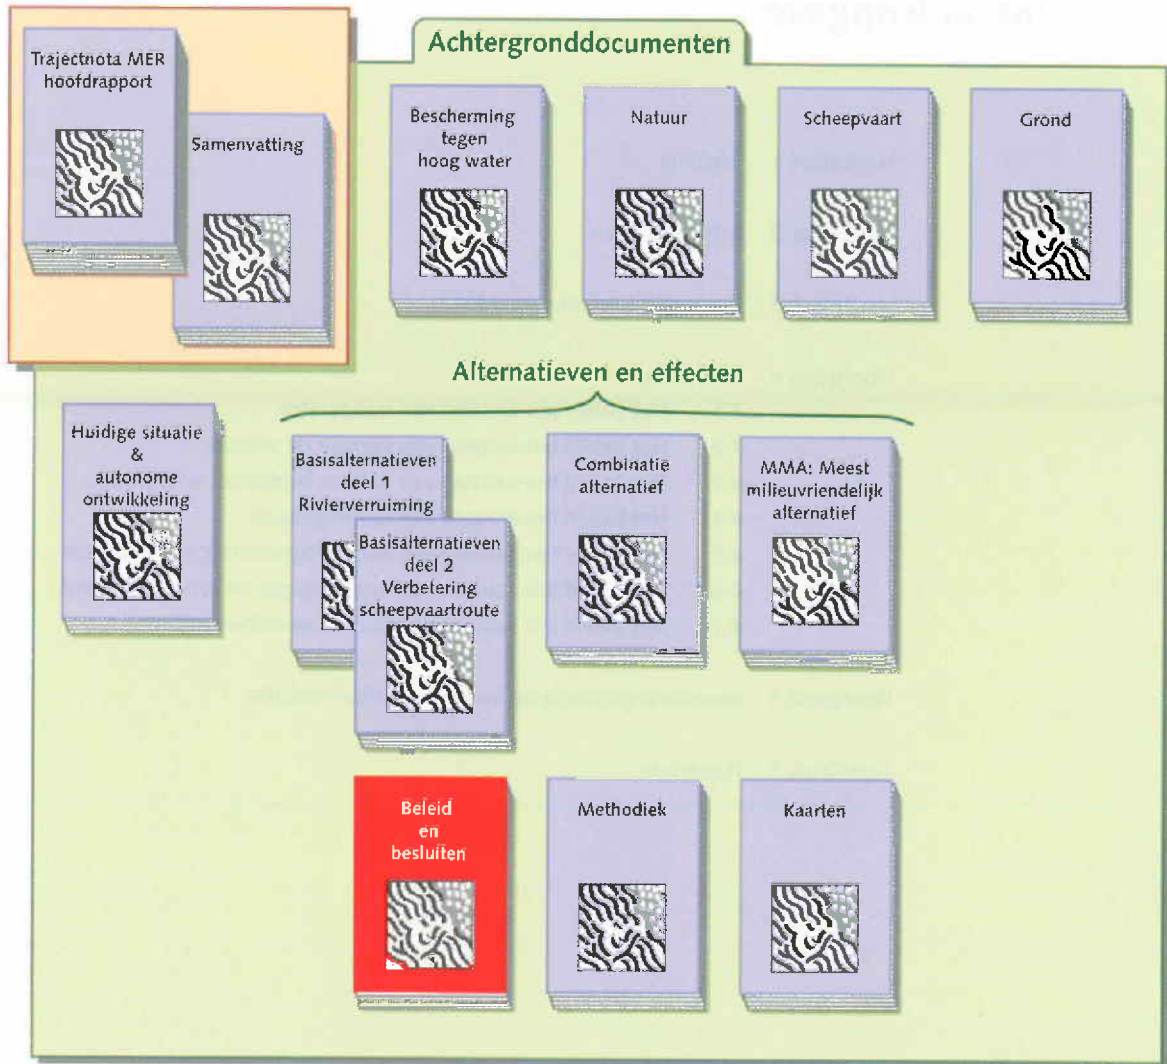 Trajectnota MER
hoofdrapport
Samenvatting
Achtergronddocumenten
Bescherming
tegen
hoog water
Natuur
Scheepvaart
Grond
Alternatieven en effecten
Huidige situatie
&
autonome
ontwikkeling
Basisalternatieven
deel 1
Rivierverruiming
Basisalternatieven
deel 2
Verbetering
scheepvaartroute
Combinatie
alternatief
MMA: Meest
milieuvriendelijk
alternatief
Beleid
en
besluiten
Methodiek
Kaarten